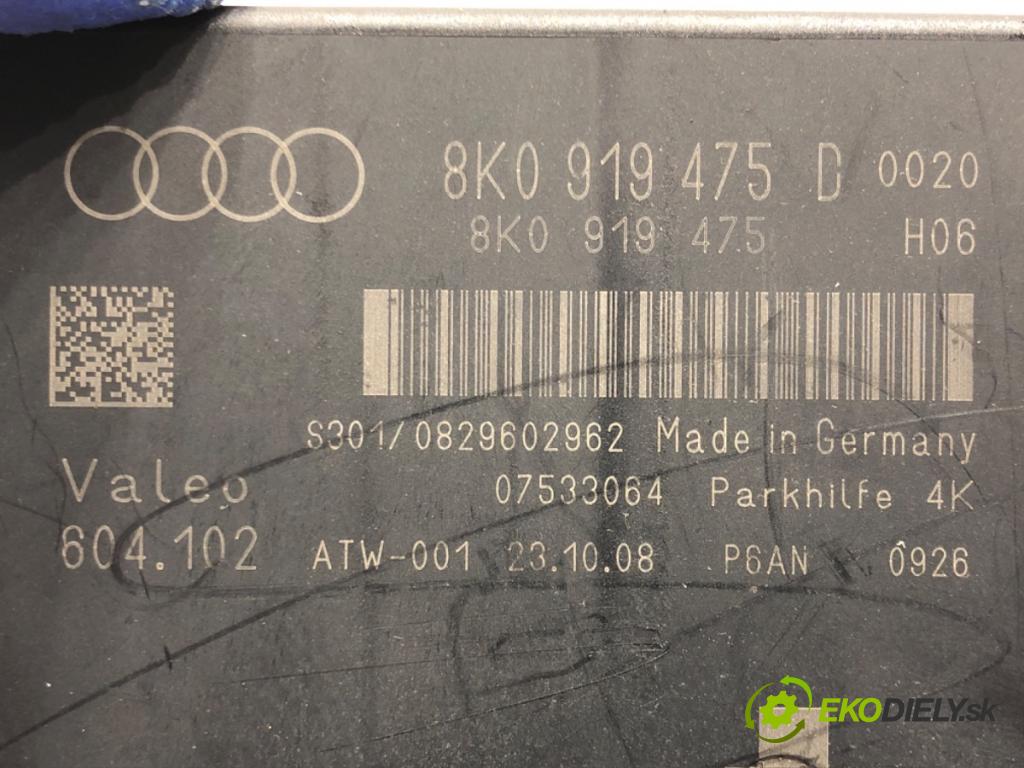 8K0 919 475 D 0020
8K0 919 475 H06
S301/0829602962 Made in Germany
Valeo 07533064 Parkhilfe 4K
604.102 ATW-001 23.10.08 P6AN 0926
EKODIELY.sk